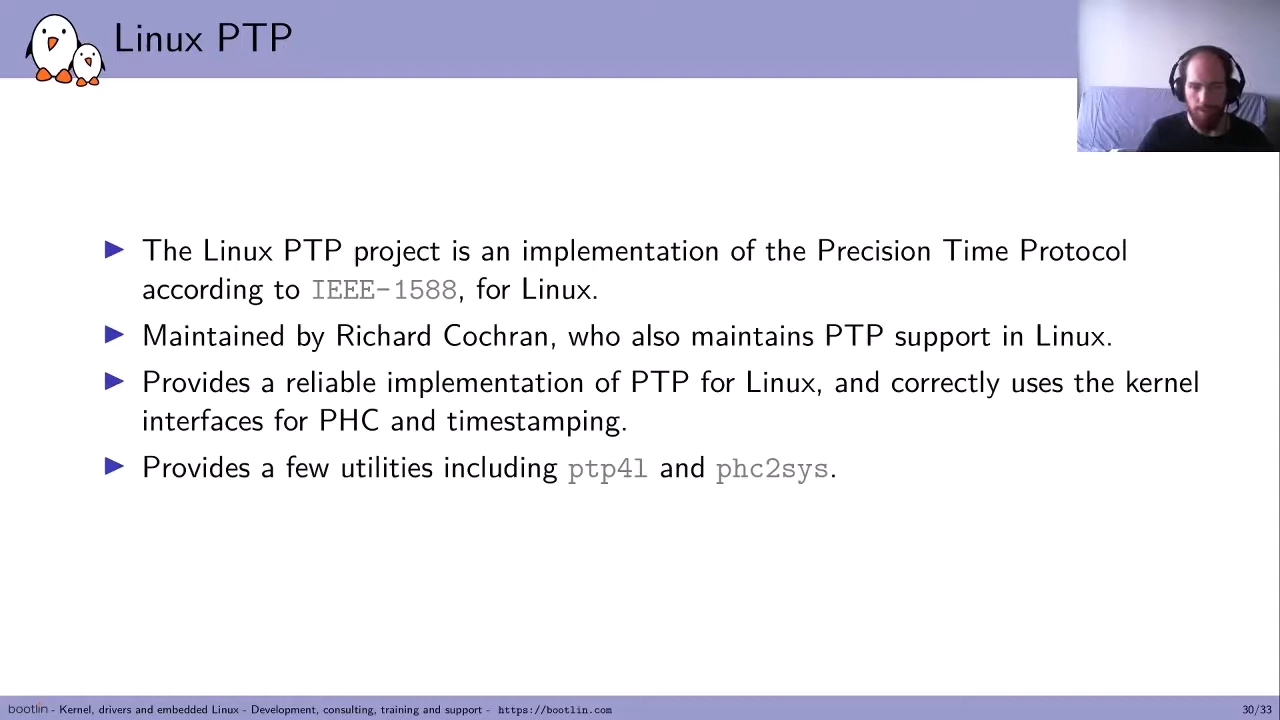 Linux PTP
The Linux PTP project is an implementation of the Precision Time Protocol
according to IEEE-1588, for Linux.
Maintained by Richard Cochran, who also maintains PTP support in Linux.
Provides a reliable implementation of PTP for Linux, and correctly uses the kernel
interfaces for PHC and timestamping.
Provides a few utilities including ptp4l and phc2sys.
bootlin - Kernel, drivers and embedded Linux - Development, consulting, training and support - https://bootlin.com
30/33